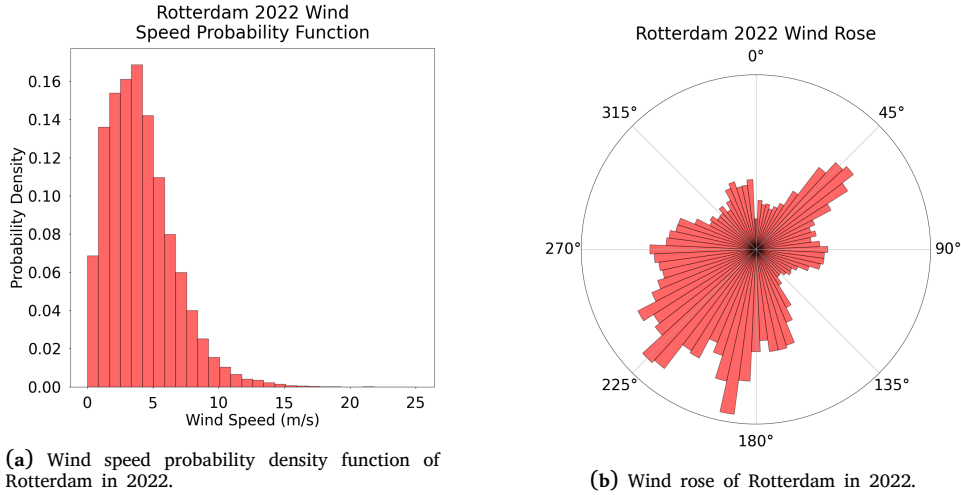 Rotterdam 2022 Wind
Speed Probability Function
Probability Density
0.16
0.14
0.12
0.10
0.08
0.06
0.04
0.02
0.00
0 5 10 15 20 25
Wind Speed (m/s)
(a) Wind speed probability density function of
Rotterdam in 2022.
Rotterdam 2022 Wind Rose
0°
315° 45°
270° 90°
225° 135°
180°
(b) Wind rose of Rotterdam in 2022.